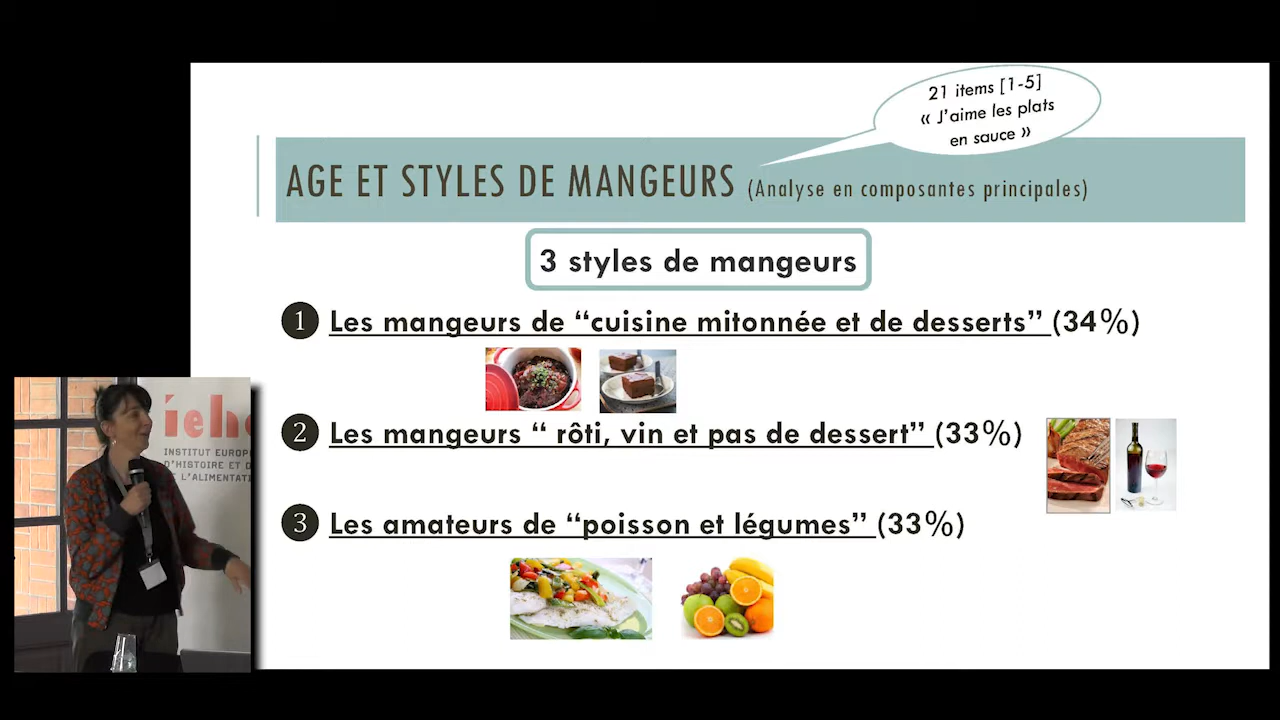 21 items [1-5]
« J'aime les plats
en sauce »
AGE ET STYLES DE MANGEURS (Analyse en composantes principales)
3 styles de mangeurs
1 Les mangeurs de “cuisine mitonnée et de desserts” (34%)
2 Les mangeurs “ rôti, vin et pas de dessert” (33%)
3 Les amateurs de “poisson et légumes” (33%)
INSTITUT EUROP
D'HISTOIRE ET